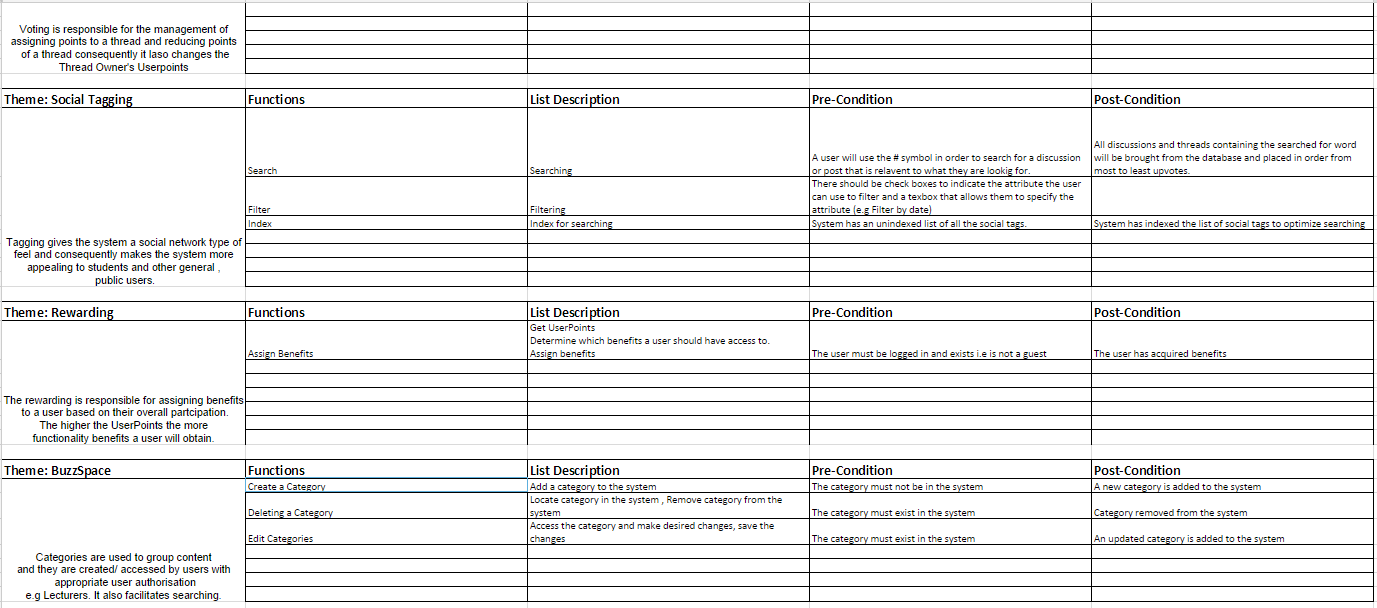 Voting is responsible for the management of
assigning points to a thread and reducing points
of a thread consequently it laso changes the
Thread Owner's Userpoints
Theme: Social Tagging Functions List Description Pre-Condition Post-Condition
Search
Searching
A user will use the # symbol in order to search for a discussion
or post that is relavent to what they are lookig for.
All discussions and threads containing the searched for word
will be brought from the database and placed in order from
most to least upvotes.
Filter
Filtering
There should be check boxes to indicate the attribute the user
can use to filter and a texbox that allows them to specify the
attribute (e.g Filter by date)
Index Index for searching System has an unindexed list of all the social tags. System has indexed the list of social tags to optimize searching
Tagging gives the system a social network type of
feel and consequently makes the system more
appealing to students and other general ,
public users.
Theme: Rewarding Functions List Description Pre-Condition Post-Condition
Assign Benefits
Get UserPoints
Determine which benefits a user should have access to.
Assign benefits
The user must be logged in and exists i.e is not a guest
The user has acquired benefits
The rewarding is responsible for assigning benefits
to a user based on their overall partcipation.
The higher the UserPoints the more
functionality benefits a user will obtain.
Theme: BuzzSpace Functions List Description Pre-Condition Post-Condition
Create a Category Add a category to the system The category must not be in the system A new category is added to the system
Deleting a Category
Locate category in the system , Remove category from the
system
The category must exist in the system
Category removed from the system
Edit Categories
Access the category and make desired changes, save the
changes
The category must exist in the system
An updated category is added to the system
Categories are used to group content
and they are created/ accessed by users with
appropriate user authorisation
e.g Lecturers. It also facilitates searching.